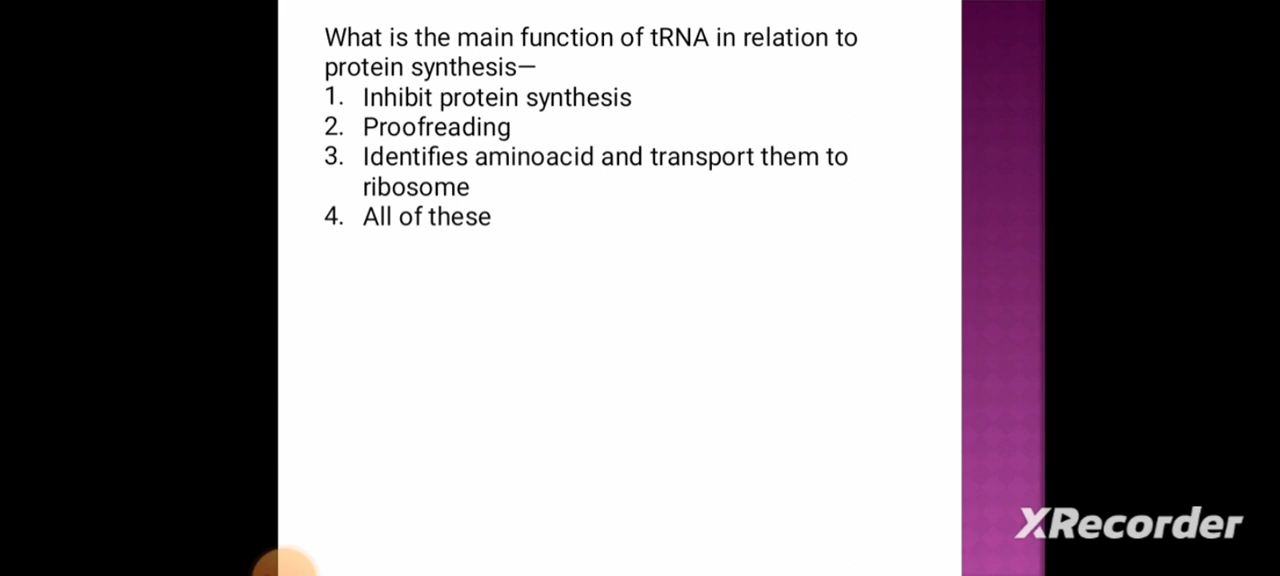 What is the main function of tRNA in relation to
protein synthesis—
1. Inhibit protein synthesis
2. Proofreading
3. Identifies aminoacid and transport them to
ribosome
4. All of these
XRecorder